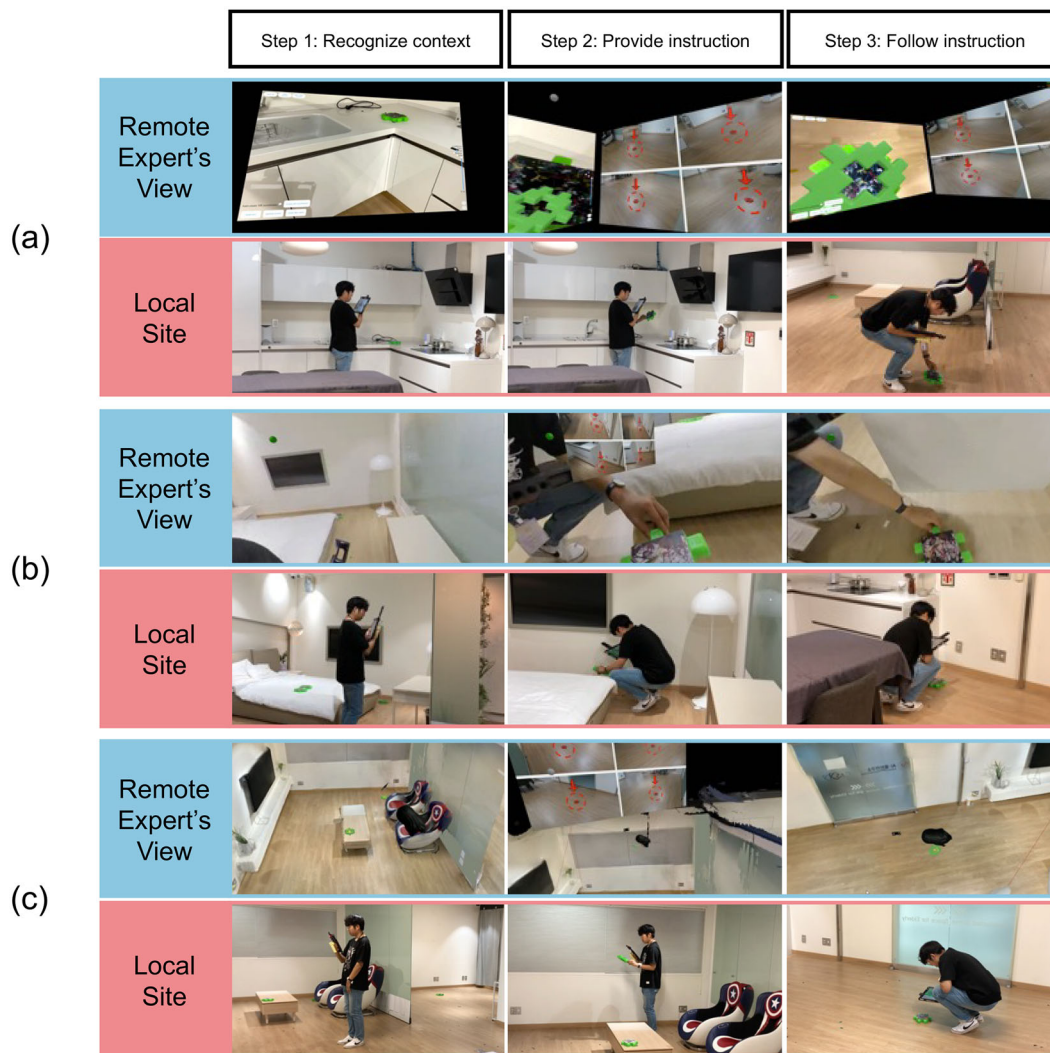 Step 1: Recognize context
Step 2: Provide instruction
Step 3: Follow instruction
(a)
Remote
Expert's
View
Local
Site
(b)
Remote
Expert's
View
Local
Site
(c)
Remote
Expert's
View
Local
Site